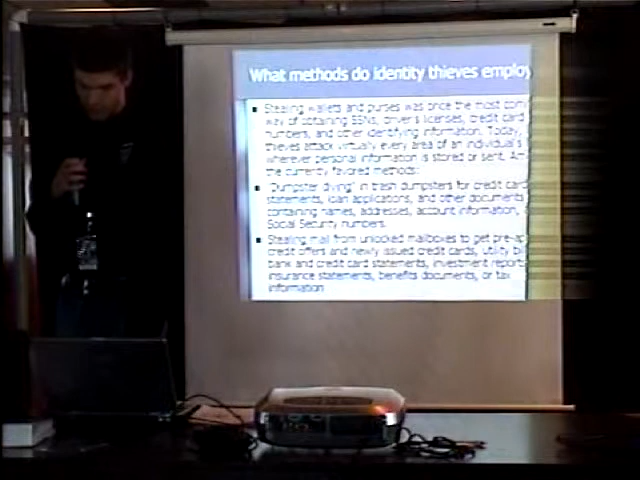 What methods do identity thieves employ
Stealing wallets and purses was once the most com
way of obtaining SSNs, driver's licenses, credit card
numbers, and other identifying information. Today,
thieves attack virtually every area of an individual's
wherever personal information is stored or sent. Am
the currently favored methods:
"Dumpster diving" in trash dumpsters for credit card
statements, loan applications, and other documents
containing names, addresses, account information,
Social Security numbers.
Stealing mail from unlocked mailboxes to get pre-ap
credit offers and newly issued credit cards, utility bi
bank and credit card statements, investment report
insurance statements, benefits documents, or tax
information